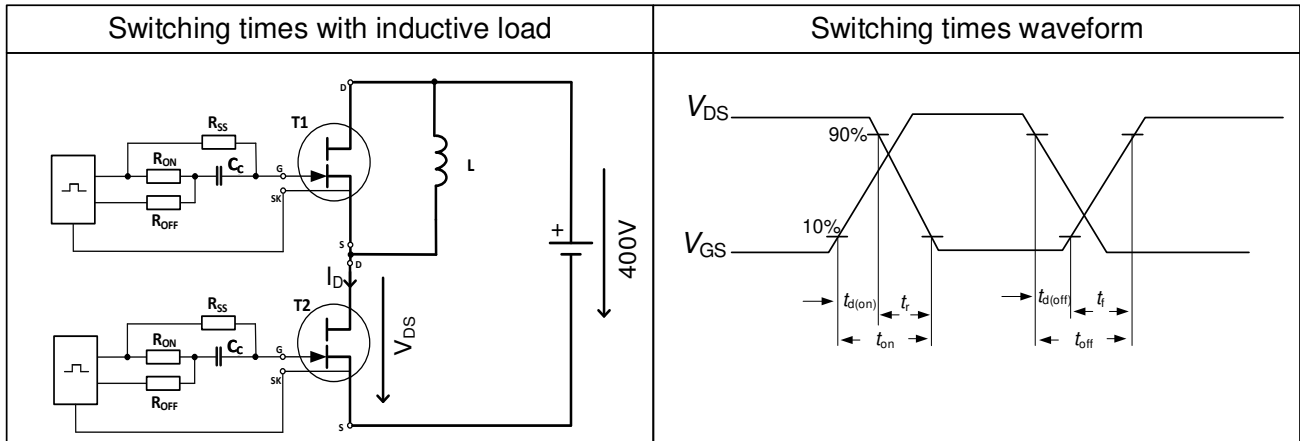 Switching times with inductive load
Switching times waveform
D
T1
RSS
RON
CC
G
SK
ROFF
L
S
D
ID
+
400V
T2
VDS
RSS
RON
CC
G
SK
ROFF
S
VDS
90%
10%
VGS
td(on)
tr
td(off)
tf
ton
toff